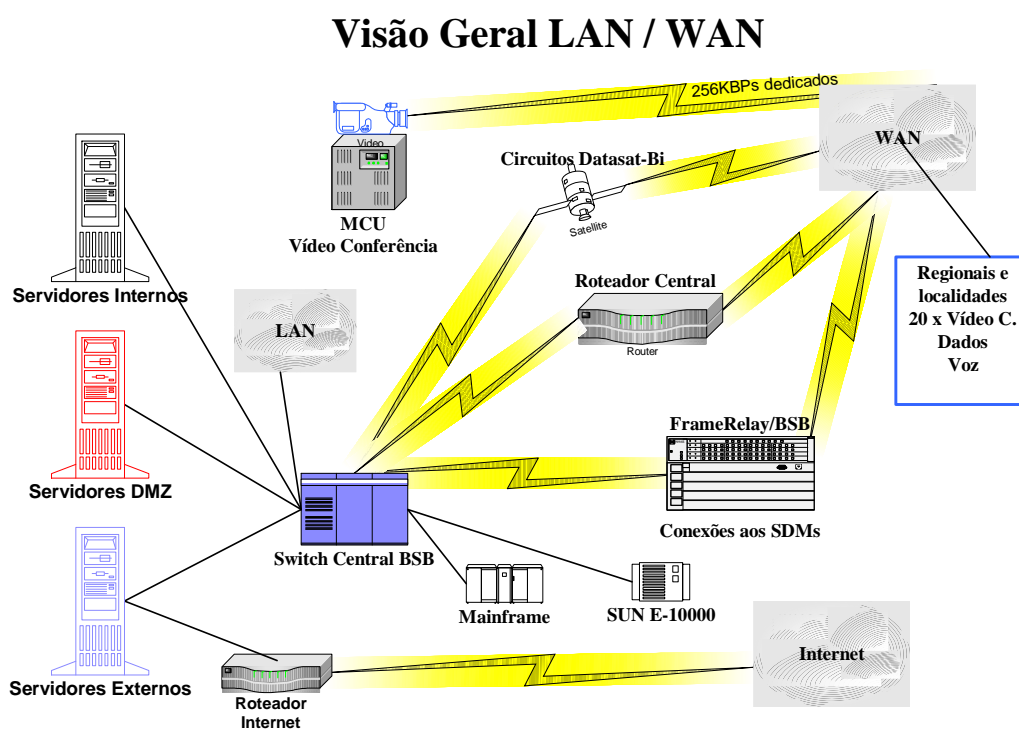 Visão Geral LAN / WAN
256KBPs dedicados
WAN
Video
Circuitos Datasat-Bi
MCU
Vídeo Conferência
Satellite
Servidores Internos
LAN
Roteador Central
Router
Regionais e
localidades
20 x Vídeo C.
Dados
Voz
FrameRelay/BSB
Servidores DMZ
Switch Central BSB
Conexões aos SDMs
Mainframe
SUN E-10000
Servidores Externos
Internet
Roteador
Internet